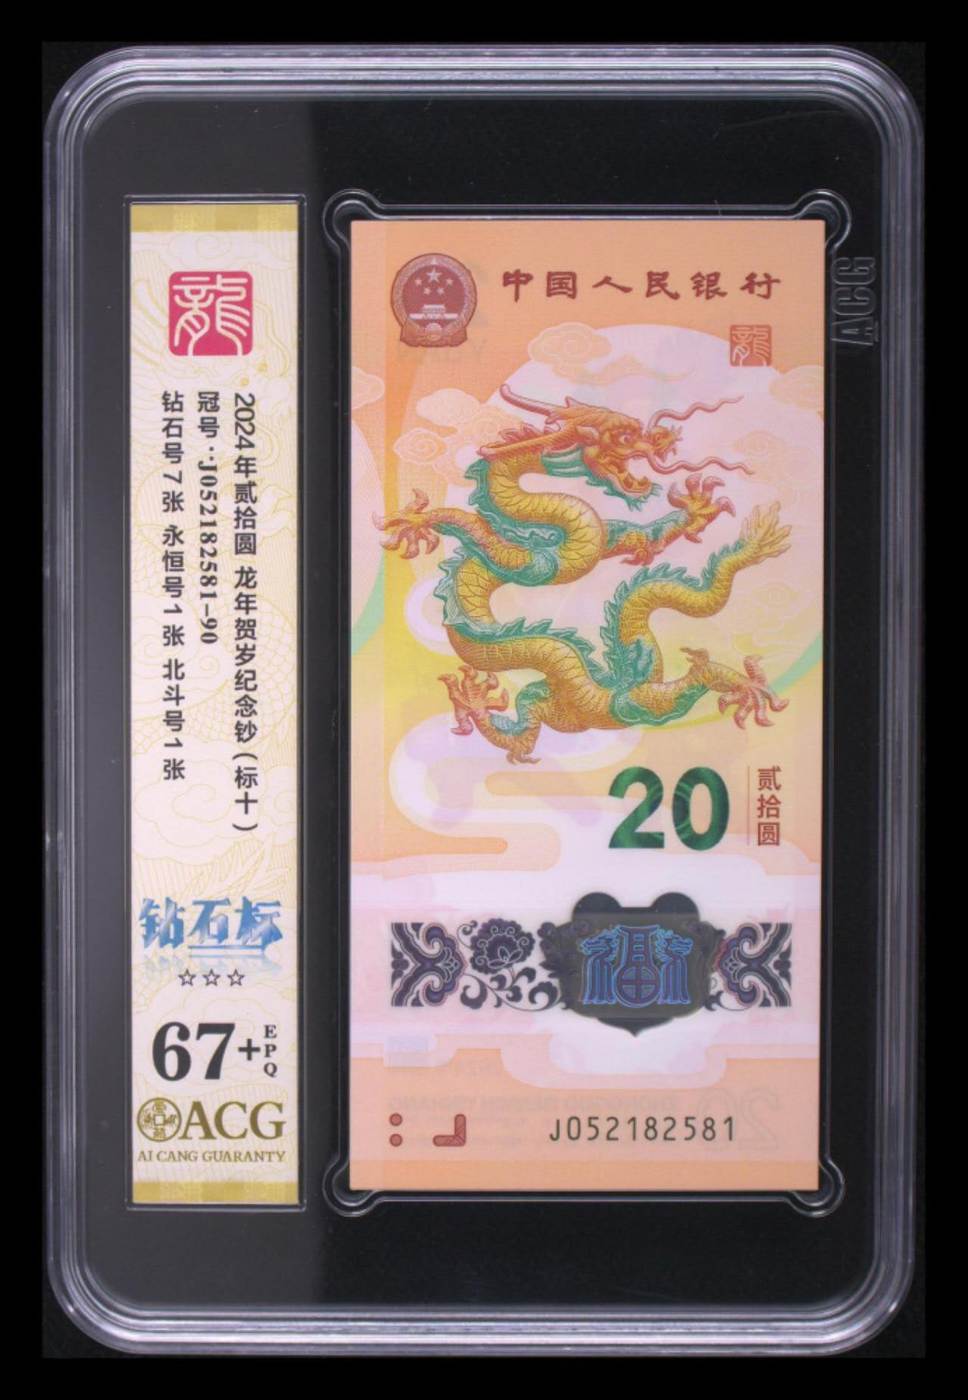 龍
2024年贰拾圆 龙年贺岁纪念钞(标十)
冠号:J052182581-90
钻石号7张 永恒号1张 北斗号1张
钻石标
☆☆☆
67+
EPQ
ACG
AI CANG GUARANTY
中国人民银行
龍
20
贰拾圆
福
J052182581
ACG